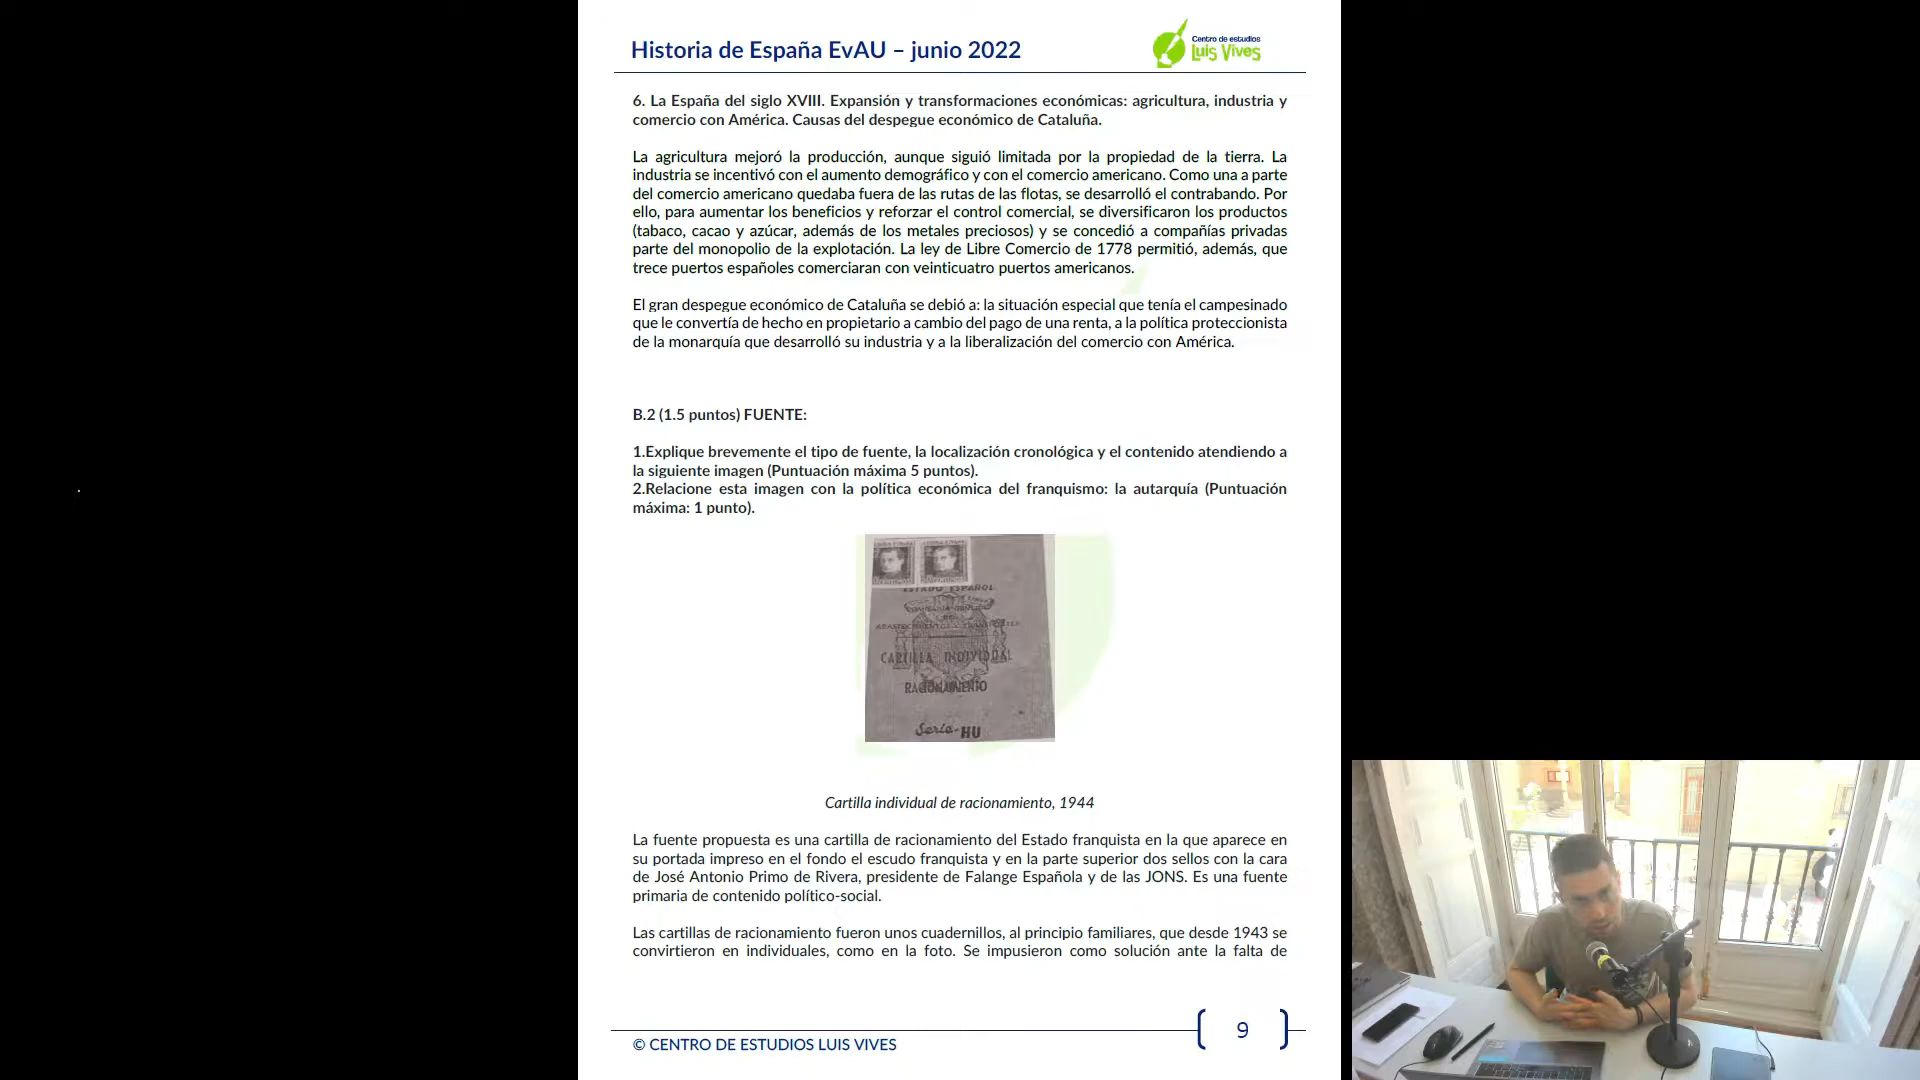 Historia de España EvAU – junio 2022
Centro de estudios
Luis Vives
6. La España del siglo XVIII. Expansión y transformaciones económicas: agricultura, industria y
comercio con América. Causas del despegue económico de Cataluña.
La agricultura mejoró la producción, aunque siguió limitada por la propiedad de la tierra. La
industria se incentivó con el aumento demográfico y con el comercio americano. Como una a parte
del comercio americano quedaba fuera de las rutas de las flotas, se desarrolló el contrabando. Por
ello, para aumentar los beneficios y reforzar el control comercial, se diversificaron los productos
(tabaco, cacao y azúcar, además de los metales preciosos) y se concedió a compañías privadas
parte del monopolio de la explotación. La ley de Libre Comercio de 1778 permitió, además, que
trece puertos españoles comerciaran con veinticuatro puertos americanos.
El gran despegue económico de Cataluña se debió a: la situación especial que tenía el campesinado
que le convertía de hecho en propietario a cambio del pago de una renta, a la política proteccionista
de la monarquía que desarrolló su industria y a la liberalización del comercio con América.
B.2 (1.5 puntos) FUENTE:
1.Explique brevemente el tipo de fuente, la localización cronológica y el contenido atendiendo a
la siguiente imagen (Puntuación máxima 5 puntos).
2.Relacione esta imagen con la política económica del franquismo: la autarquía (Puntuación
máxima: 1 punto).
ESTADO ESPAÑOL
ABASTECIMIENTOS Y TRANSPORTES
CARTILLA INDIVIDUAL
RACIONAMIENTO
Serie-HU
Cartilla individual de racionamiento, 1944
La fuente propuesta es una cartilla de racionamiento del Estado franquista en la que aparece en
su portada impreso en el fondo el escudo franquista y en la parte superior dos sellos con la cara
de José Antonio Primo de Rivera, presidente de Falange Española y de las JONS. Es una fuente
primaria de contenido político-social.
Las cartillas de racionamiento fueron unos cuadernillos, al principio familiares, que desde 1943 se
convirtieron en individuales, como en la foto. Se impusieron como solución ante la falta de
9
© CENTRO DE ESTUDIOS LUIS VIVES